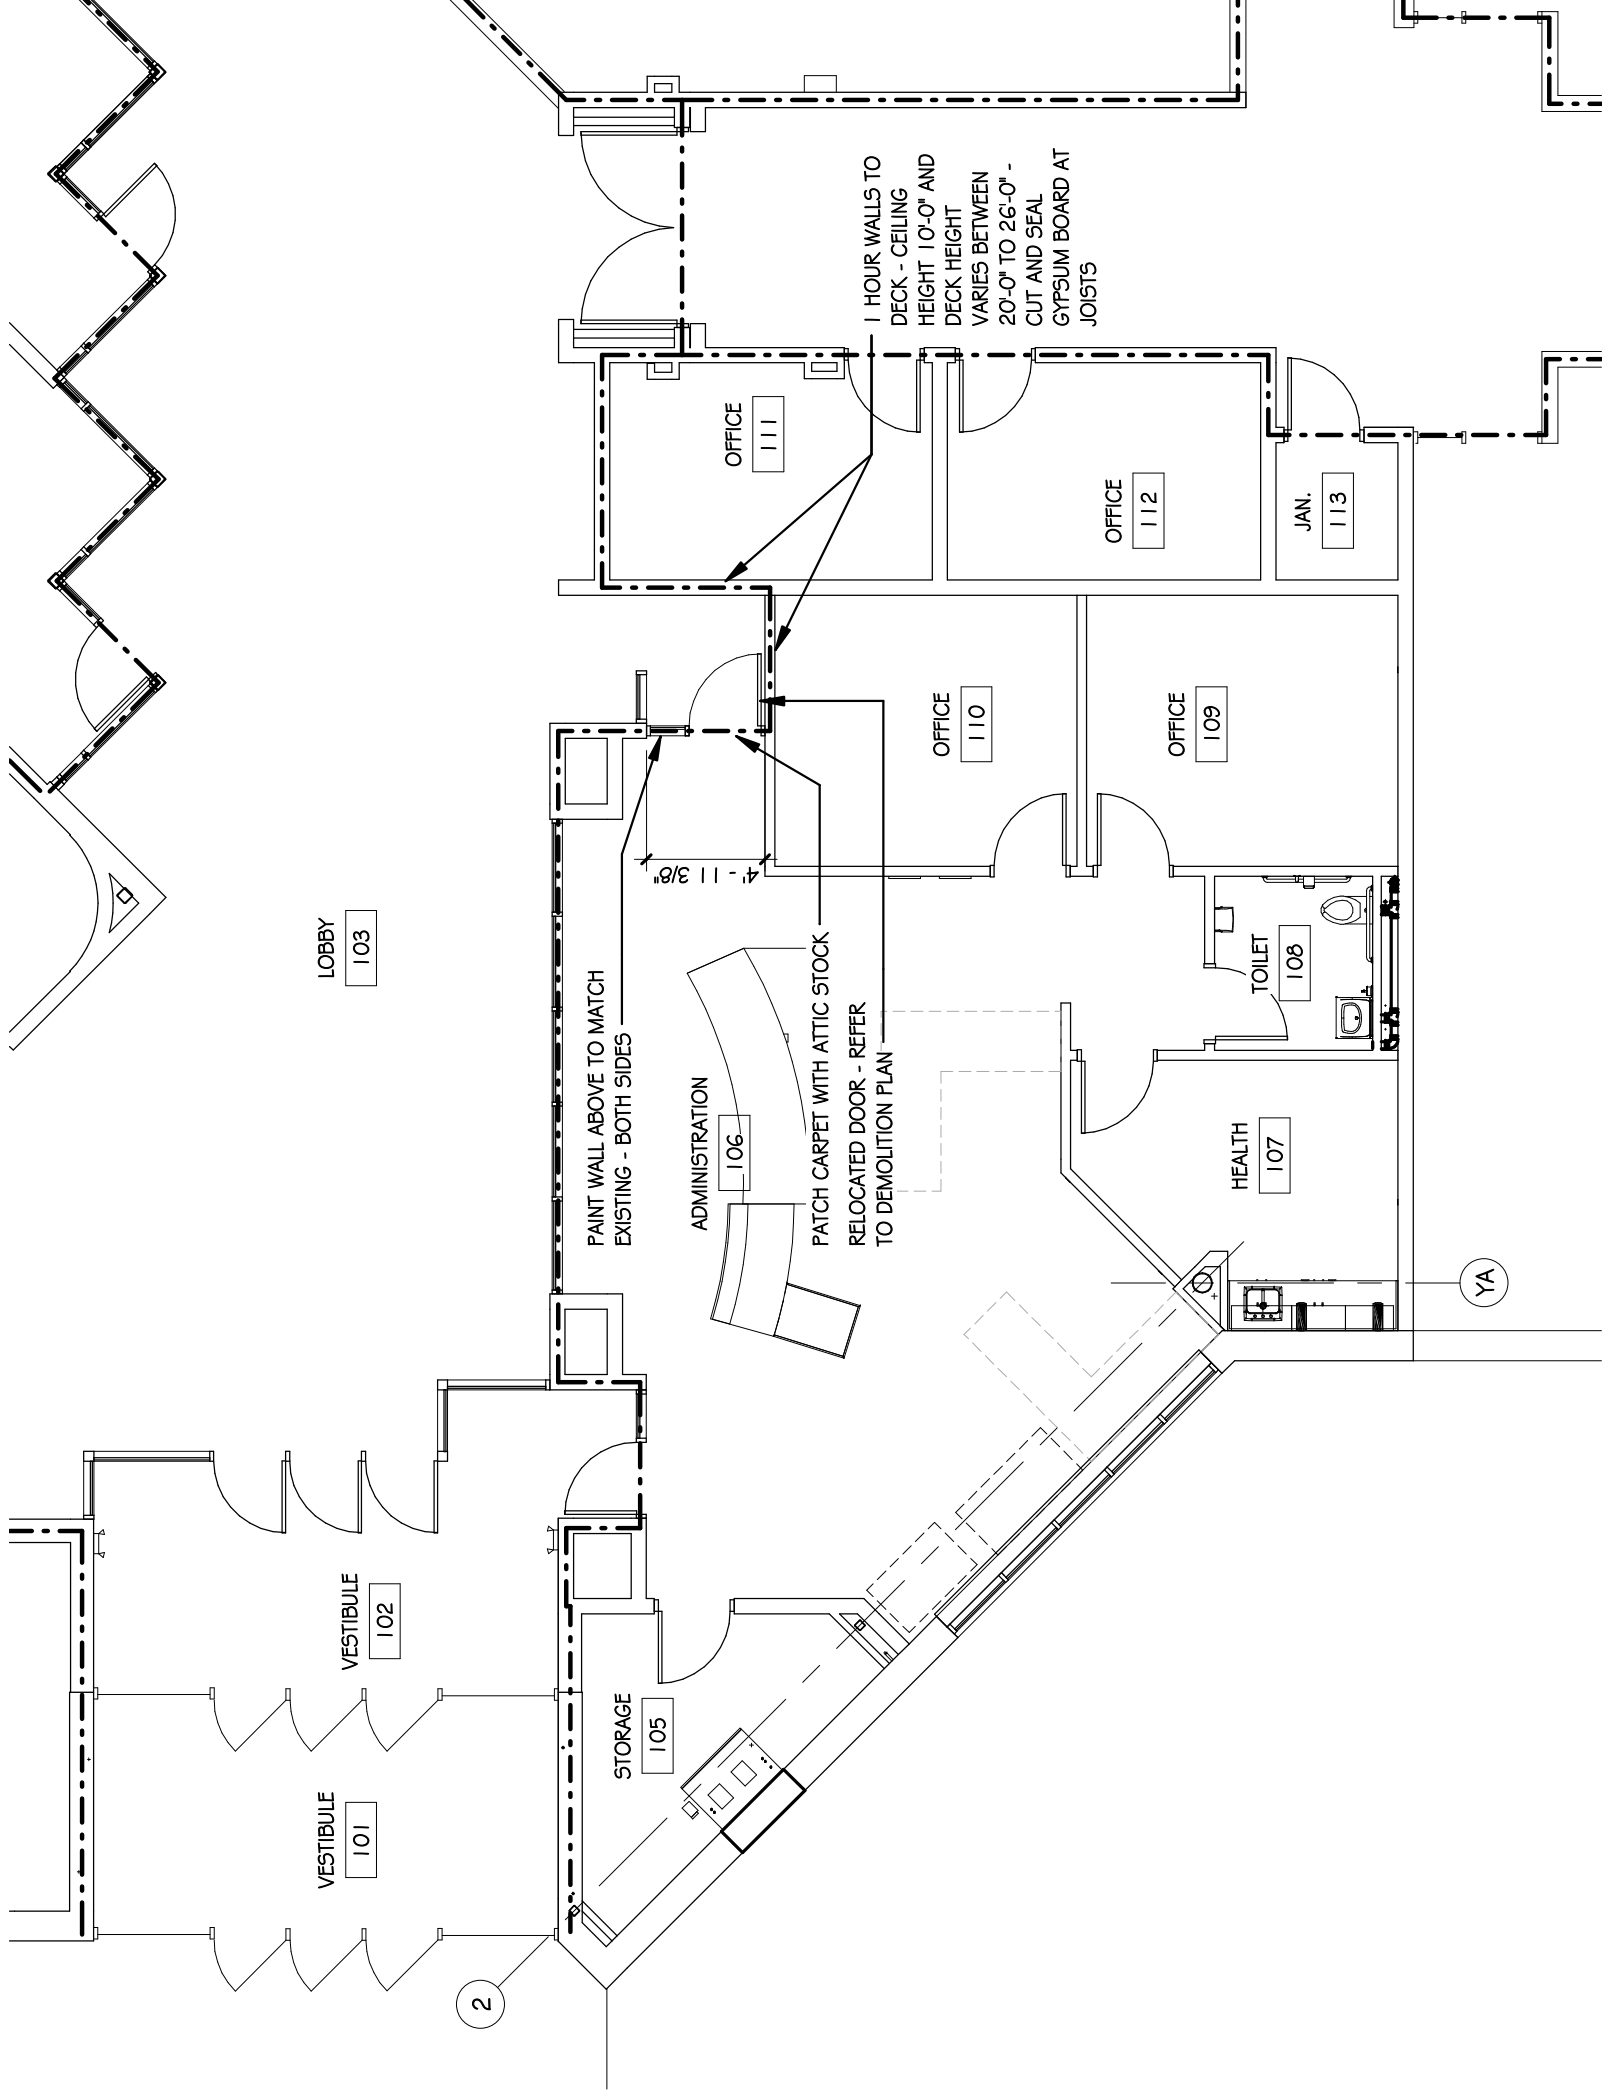 LOBBY
103
VESTIBULE
101
VESTIBULE
102
STORAGE
105
PAINT WALL ABOVE TO MATCH
EXISTING - BOTH SIDES
ADMINISTRATION
106
PATCH CARPET WITH ATTIC STOCK
RELOCATED DOOR - REFER
TO DEMOLITION PLAN
4' - 11 3/8"
1 HOUR WALLS TO
DECK - CEILING
HEIGHT 10'-0" AND
DECK HEIGHT
VARIES BETWEEN
20'-0" TO 26'-0" -
CUT AND SEAL
GYPSUM BOARD AT
JOISTS
OFFICE
111
OFFICE
112
JAN.
113
OFFICE
110
OFFICE
109
TOILET
108
HEALTH
107
2
YA